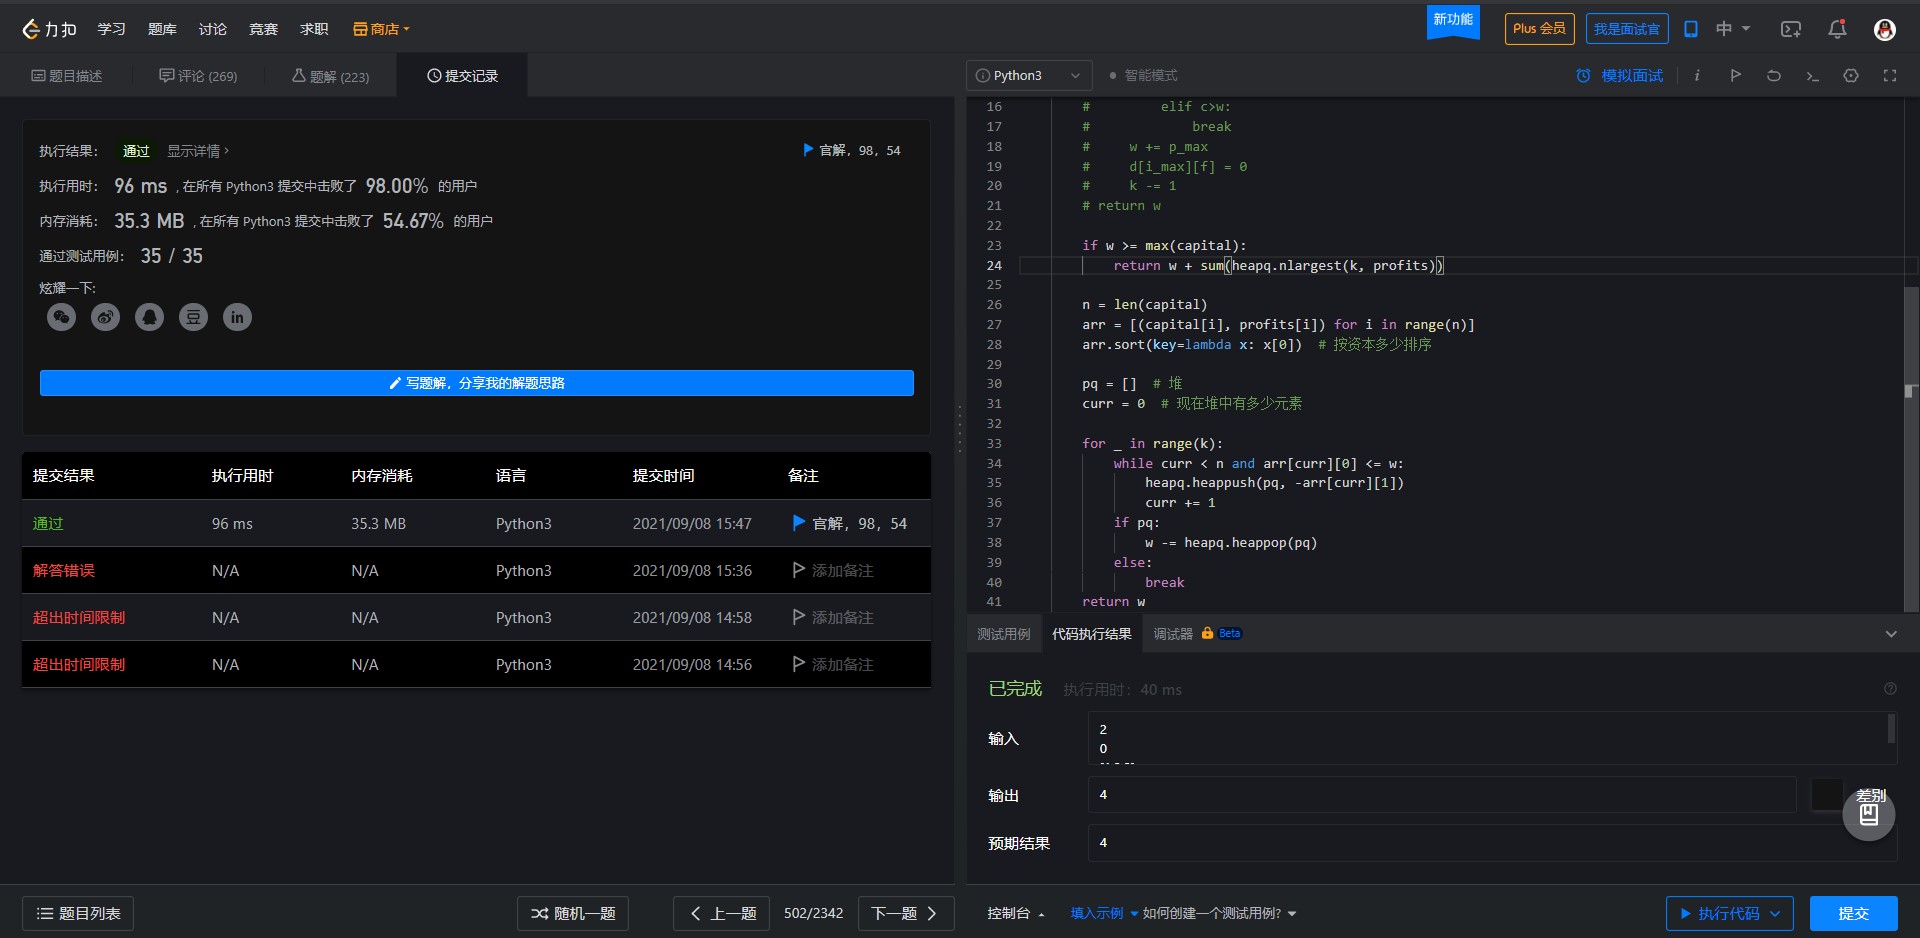 力扣 学习 题库 讨论 竞赛 求职 商店 新功能 Plus 会员 我是面试官 中
题目描述 评论 (269) 题解 (223) 提交记录
执行结果: 通过 显示详情 ›
官解，98，54
执行用时: 96 ms , 在所有 Python3 提交中击败了 98.00% 的用户
内存消耗: 35.3 MB , 在所有 Python3 提交中击败了 54.67% 的用户
通过测试用例: 35 / 35
炫耀一下:
豆 in
写题解，分享我的解题思路
提交结果 执行用时 内存消耗 语言 提交时间 备注
通过 96 ms 35.3 MB Python3 2021/09/08 15:47 官解，98，54
解答错误 N/A N/A Python3 2021/09/08 15:36 添加备注
超出时间限制 N/A N/A Python3 2021/09/08 14:58 添加备注
超出时间限制 N/A N/A Python3 2021/09/08 14:56 添加备注
题目列表 随机一题 上一题 502/2342 下一题
Python3 智能模式 模拟面试
16 # elif c>w:
17 # break
18 # w += p_max
19 # d[i_max][f] = 0
20 # k -= 1
21 # return w
22
23 if w >= max(capital):
24 return w + sum(heapq.nlargest(k, profits))
25
26 n = len(capital)
27 arr = [(capital[i], profits[i]) for i in range(n)]
28 arr.sort(key=lambda x: x[0]) # 按资本多少排序
29
30 pq = [] # 堆
31 curr = 0 # 现在堆中有多少元素
32
33 for _ in range(k):
34 while curr < n and arr[curr][0] <= w:
35 heapq.heappush(pq, -arr[curr][1])
36 curr += 1
37 if pq:
38 w -= heapq.heappop(pq)
39 else:
40 break
41 return w
测试用例 代码执行结果 调试器 Beta
已完成 执行用时: 40 ms
输入
2
0
输出 4 差别
预期结果 4
控制台 填入示例 如何创建一个测试用例? 执行代码 提交